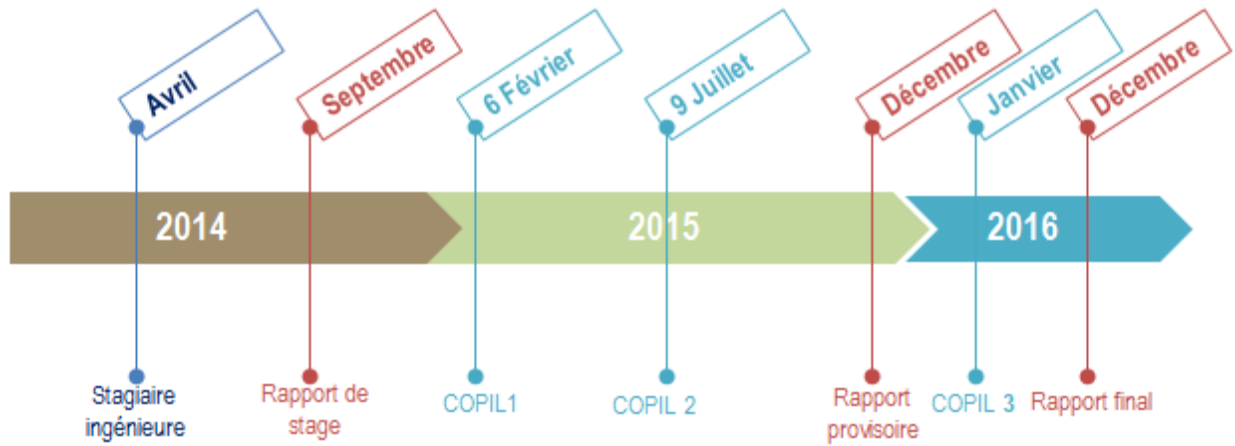 Avril
Septembre
6 Février
9 Juillet
Décembre
Janvier
Décembre
2014
2015
2016
Stagiaire
ingénieure
Rapport de
stage
COPIL1
COPIL 2
Rapport
provisoire
COPIL 3
Rapport final